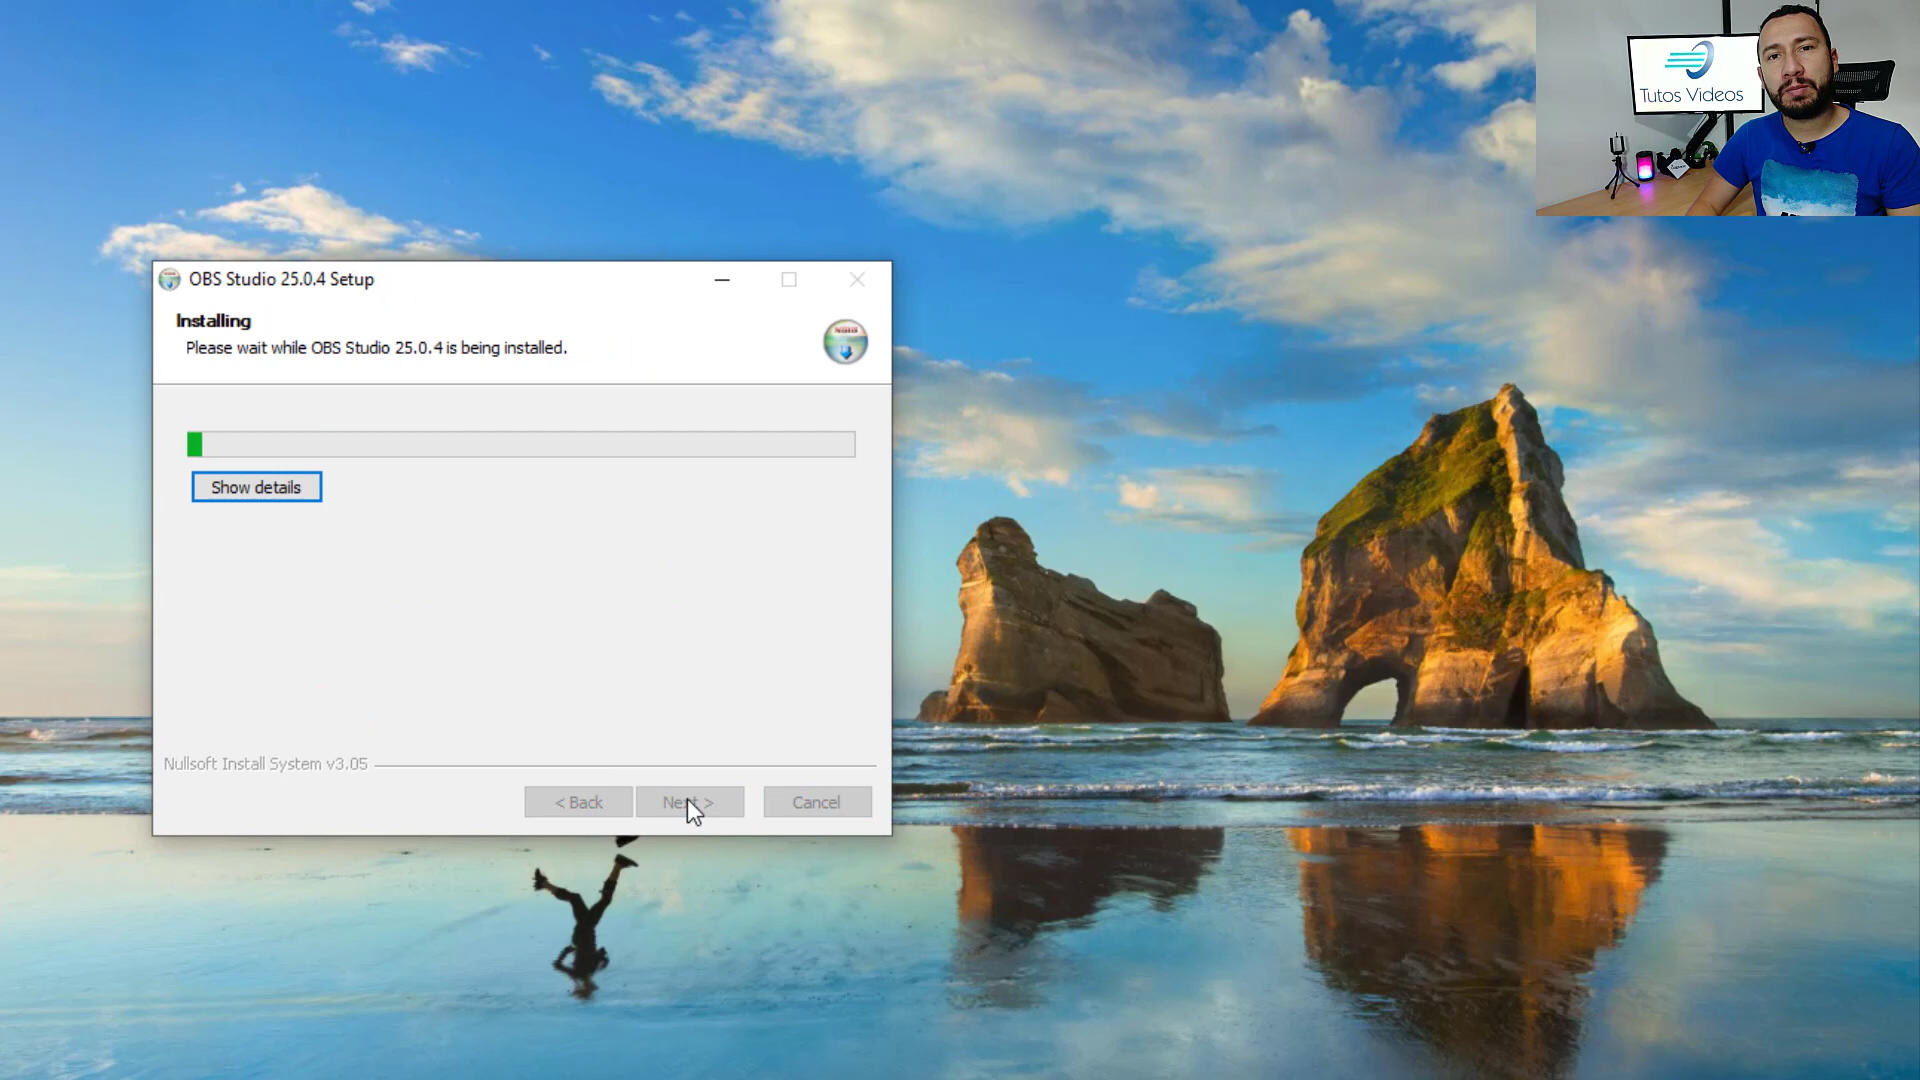 Tutos Videos
OBS Studio 25.0.4 Setup
Installing
Please wait while OBS Studio 25.0.4 is being installed.
Show details
Nullsoft Install System v3.05
< Back
Next >
Cancel